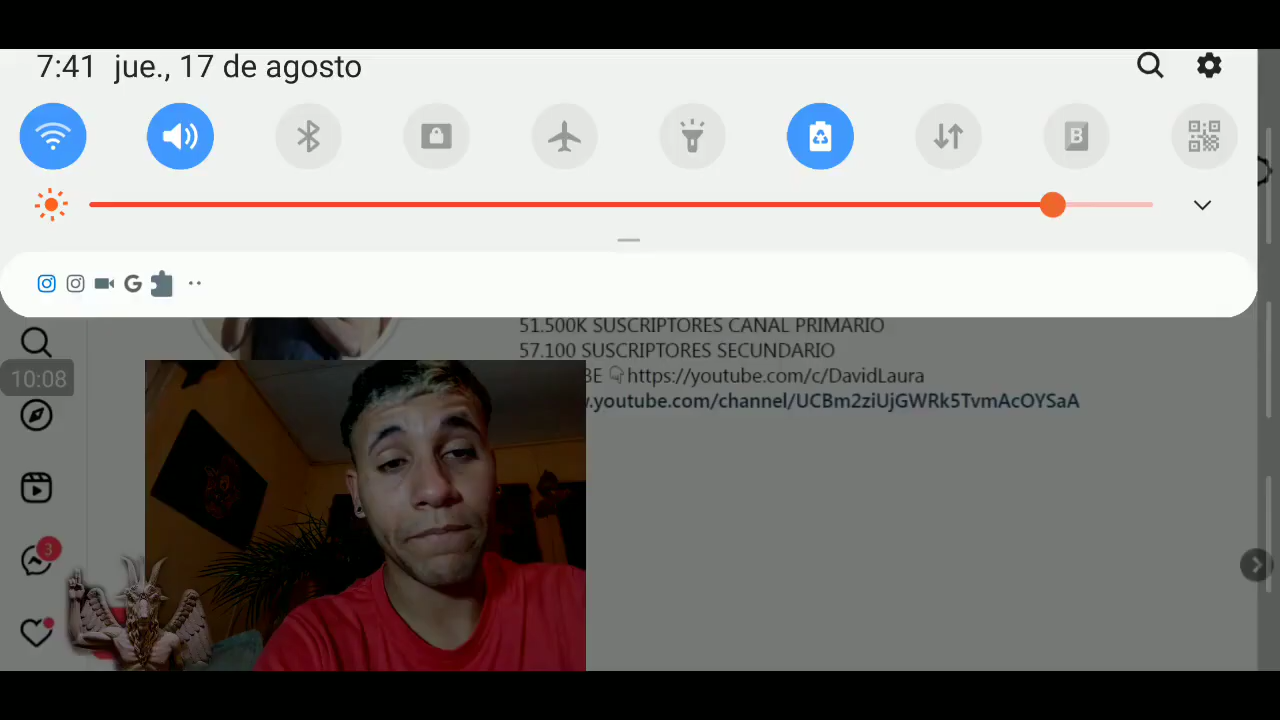 7:41 jue., 17 de agosto
B
G
51.500K SUSCRIPTORES CANAL PRIMARIO
57.100 SUSCRIPTORES SECUNDARIO
BE 👇https://youtube.com/c/DavidLaura
.youtube.com/channel/UCBm2ziUjGWRk5TvmAcOYSaA
10:08
3